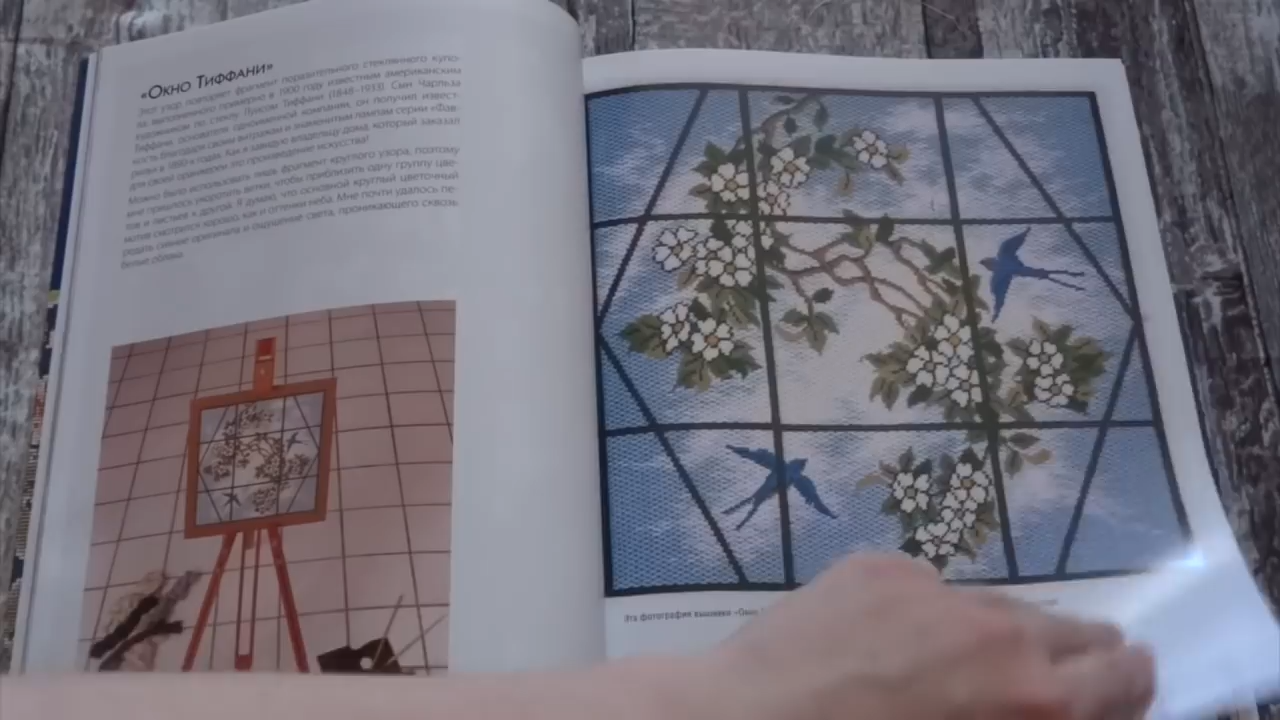 «Окно Тиффани»
Этот узор повторяет фрагмент поразительного стеклянного купо-
ла, выполненного примерно в 1900 году известным американским
художником по стеклу Луисом Тиффани (1848–1933). Сын Чарльза
Тиффани, основателя одноименной компании, он получил извест-
ность благодаря своим витражам и знаменитым лампам серии «Фав-
рил» в 1890-х годах. Как я завидую владельцу дома, который заказал
для своей оранжереи это произведение искусства!
Можно было использовать лишь фрагмент круглого узора, поэтому
мне пришлось укоротить ветки, чтобы приблизить одну группу цве-
тов и листьев к другой. Я думаю, что основной круглый цветочный
мотив смотрелся хорошо, как и оттенки неба. Мне почти удалось пе-
редать сияние оригинала и ощущение света, проникающего сквозь
белые облака.
Эта фотография вышивки «Окно